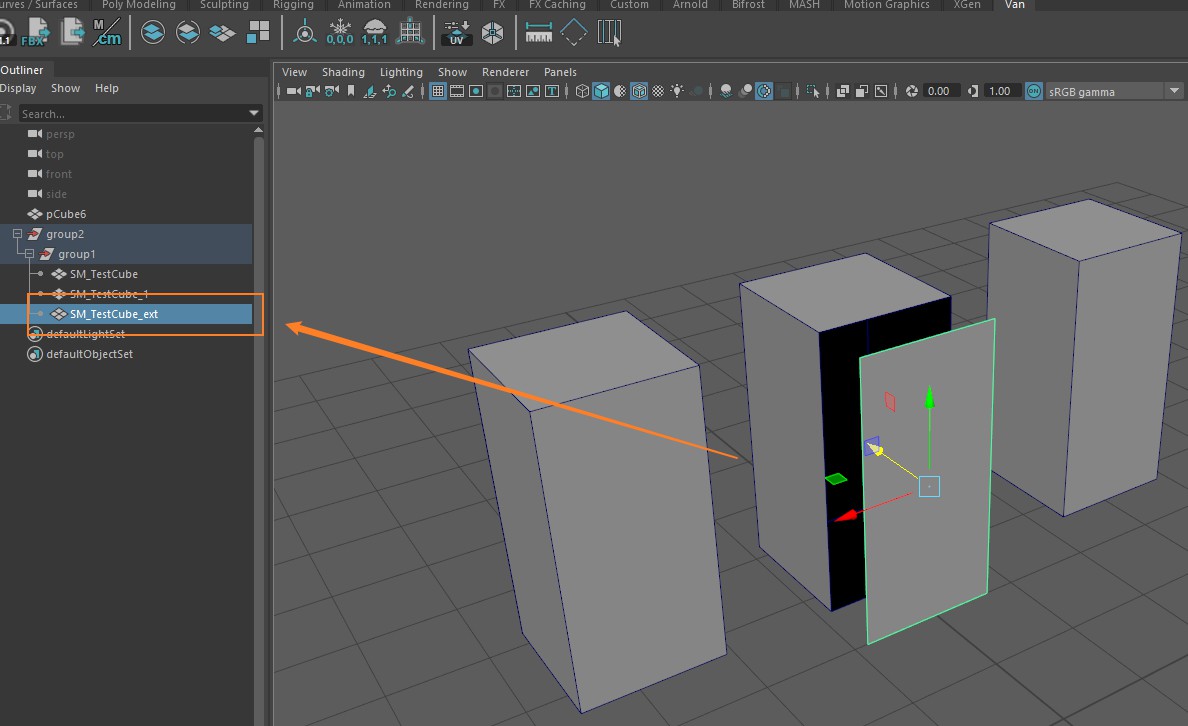 urves / Surfaces Poly Modeling Sculpting Rigging Animation Rendering FX FX Caching Custom Arnold Bifrost MASH Motion Graphics XGen Van
1.1 FBX M /cm 0,0,0 1,1,1 UV
Outliner
Display Show Help
Search...
persp
top
front
side
pCube6
group2
group1
SM_TestCube
SM_TestCube_1
SM_TestCube_ext
defaultLightSet
defaultObjectSet
View Shading Lighting Show Renderer Panels
0.00 1.00 ON sRGB gamma